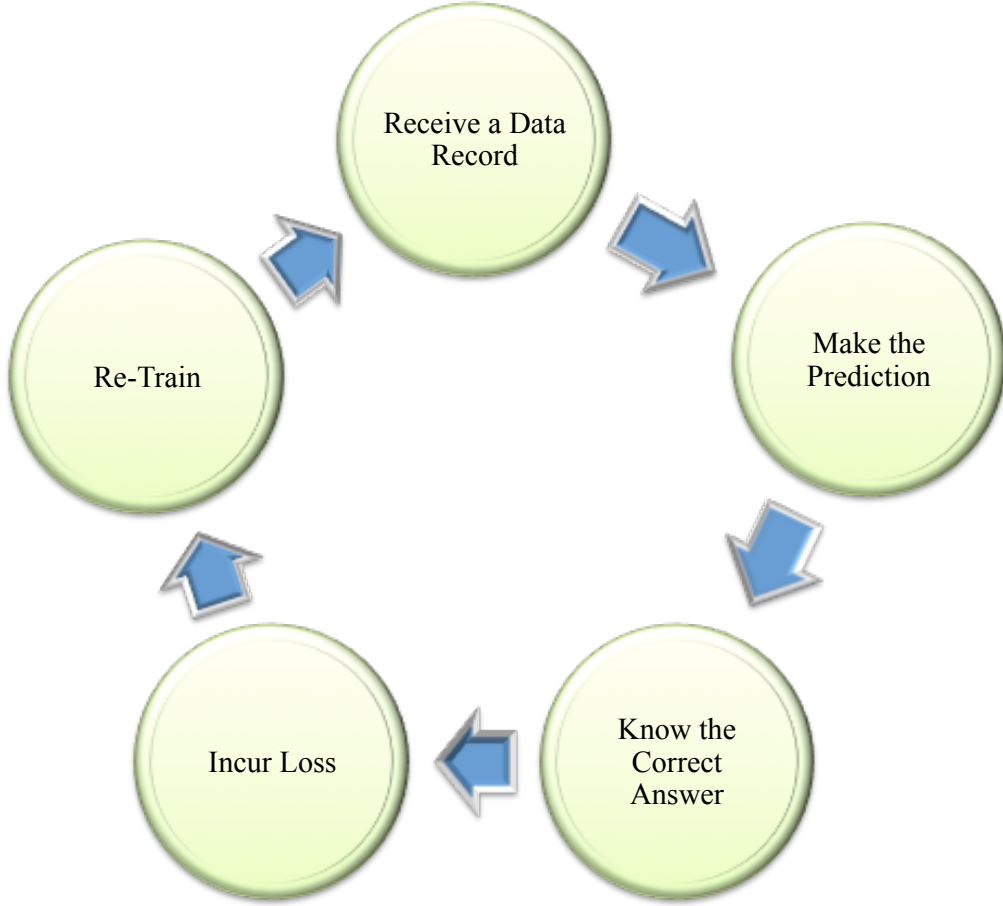 Receive a Data
Record
Make the
Prediction
Know the
Correct
Answer
Incur Loss
Re-Train